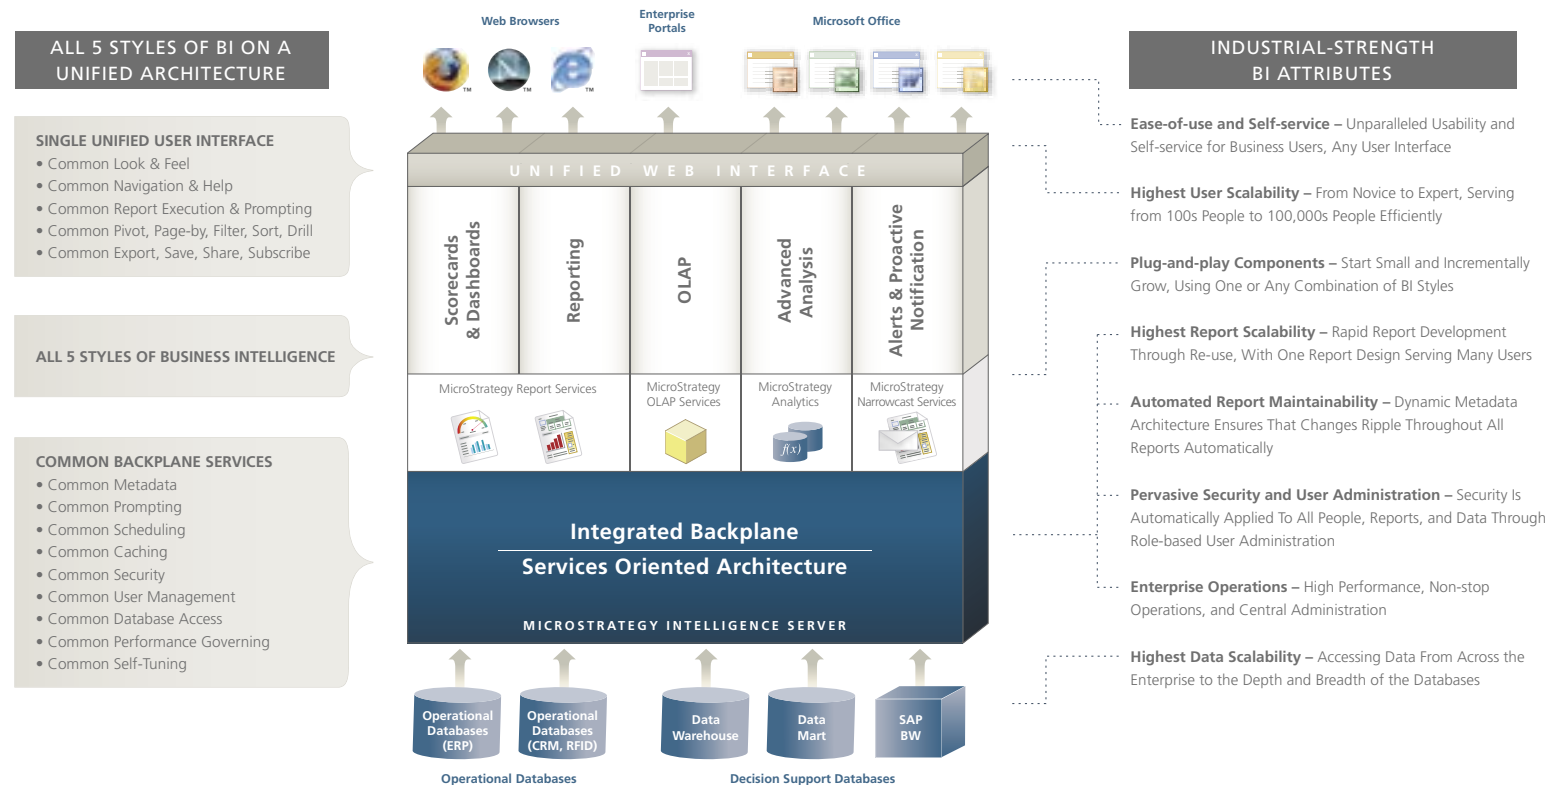 ALL 5 STYLES OF BI ON A
UNIFIED ARCHITECTURE
SINGLE UNIFIED USER INTERFACE
• Common Look & Feel
• Common Navigation & Help
• Common Report Execution & Prompting
• Common Pivot, Page-by, Filter, Sort, Drill
• Common Export, Save, Share, Subscribe
ALL 5 STYLES OF BUSINESS INTELLIGENCE
COMMON BACKPLANE SERVICES
• Common Metadata
• Common Prompting
• Common Scheduling
• Common Caching
• Common Security
• Common User Management
• Common Database Access
• Common Performance Governing
• Common Self-Tuning
Web Browsers
Enterprise
Portals
Microsoft Office
TM
TM
TM
UNIFIED WEB INTERFACE
Scorecards
& Dashboards
Reporting
OLAP
Advanced
Analysis
Alerts & Proactive
Notification
MicroStrategy Report Services
MicroStrategy
OLAP Services
MicroStrategy
Analytics
f(x)
MicroStrategy
Narrowcast Services
Integrated Backplane
Services Oriented Architecture
MICROSTRATEGY INTELLIGENCE SERVER
Operational
Databases
(ERP)
Operational
Databases
(CRM, RFID)
Data
Warehouse
Data
Mart
SAP
BW
Operational Databases
Decision Support Databases
INDUSTRIAL-STRENGTH
BI ATTRIBUTES
Ease-of-use and Self-service – Unparalleled Usability and
Self-service for Business Users, Any User Interface
Highest User Scalability – From Novice to Expert, Serving
from 100s People to 100,000s People Efficiently
Plug-and-play Components – Start Small and Incrementally
Grow, Using One or Any Combination of BI Styles
Highest Report Scalability – Rapid Report Development
Through Re-use, With One Report Design Serving Many Users
Automated Report Maintainability – Dynamic Metadata
Architecture Ensures That Changes Ripple Throughout All
Reports Automatically
Pervasive Security and User Administration – Security Is
Automatically Applied To All People, Reports, and Data Through
Role-based User Administration
Enterprise Operations – High Performance, Non-stop
Operations, and Central Administration
Highest Data Scalability – Accessing Data From Across the
Enterprise to the Depth and Breadth of the Databases